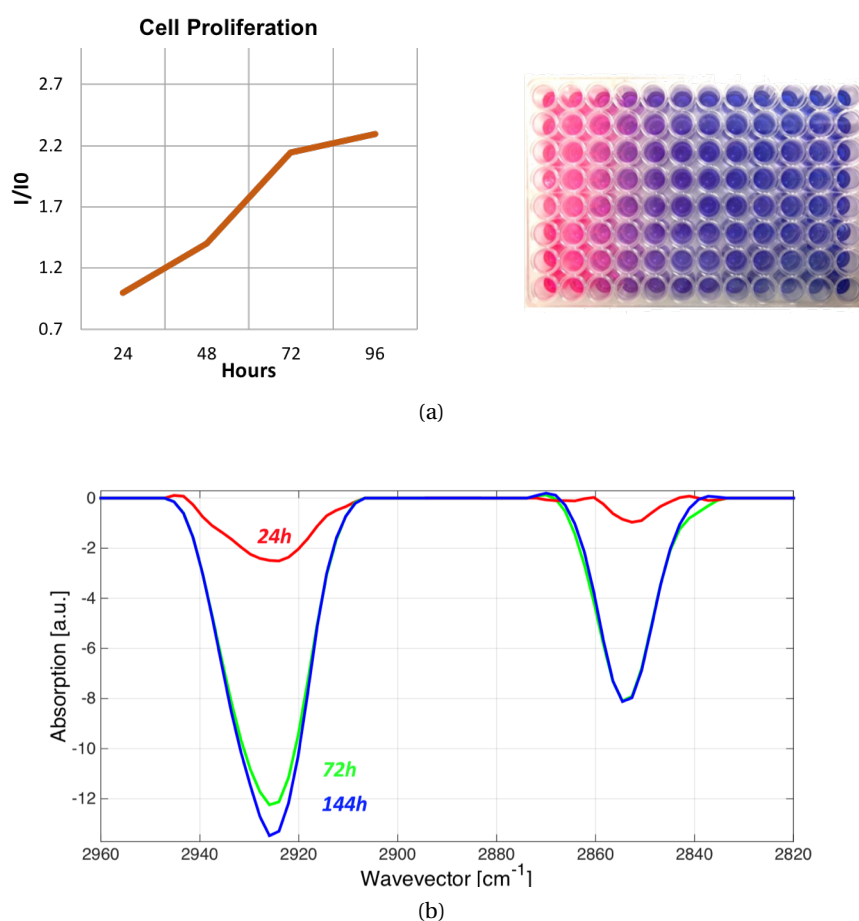 Cell Proliferation
I/I0
2.7
2.2
1.7
1.2
0.7
24 48 72 96
Hours
(a)
Absorption [a.u.]
0
-2
-4
-6
-8
-10
-12
24h
72h
144h
2960 2940 2920 2900 2880 2860 2840 2820
Wavevector [cm-1]
(b)